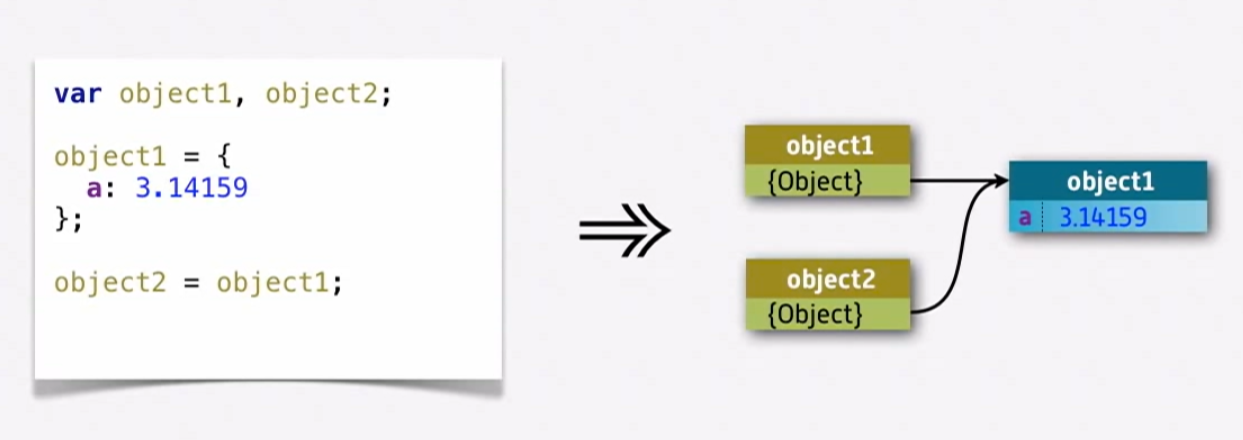 var object1, object2;
object1 = {
  a: 3.14159
};
object2 = object1;
object1
{Object}
object2
{Object}
object1
a 3.14159